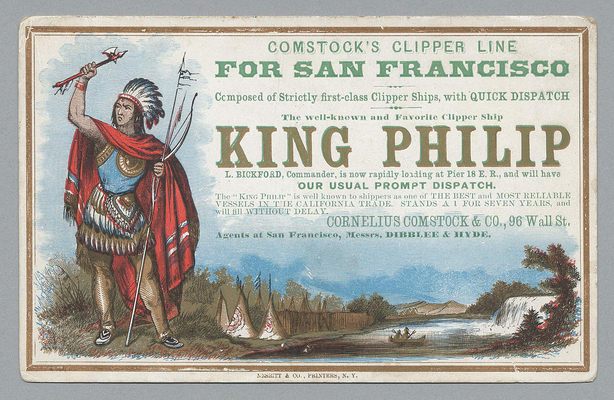 COMSTOCK'S CLIPPER LINE
FOR SAN FRANCISCO
Composed of Strictly first-class Clipper Ships, with QUICK DISPATCH
The well-known and Favorite Clipper Ship
KING PHILIP
L. BICKFORD, Commander, is now rapidly loading at Pier 18 E. R., and will have
OUR USUAL PROMPT DISPATCH.
The "KING PHILIP" is well known to shippers as one of THE BEST and MOST RELIABLE
VESSELS IN THE CALIFORNIA TRADE. STANDS A 1 FOR SEVEN YEARS, and
will fill WITHOUT DELAY.
CORNELIUS COMSTOCK & CO., 96 Wall St.
Agents at San Francisco, Messrs. DIBBLEE & HYDE.
NESBITT & CO., PRINTERS, N. Y.